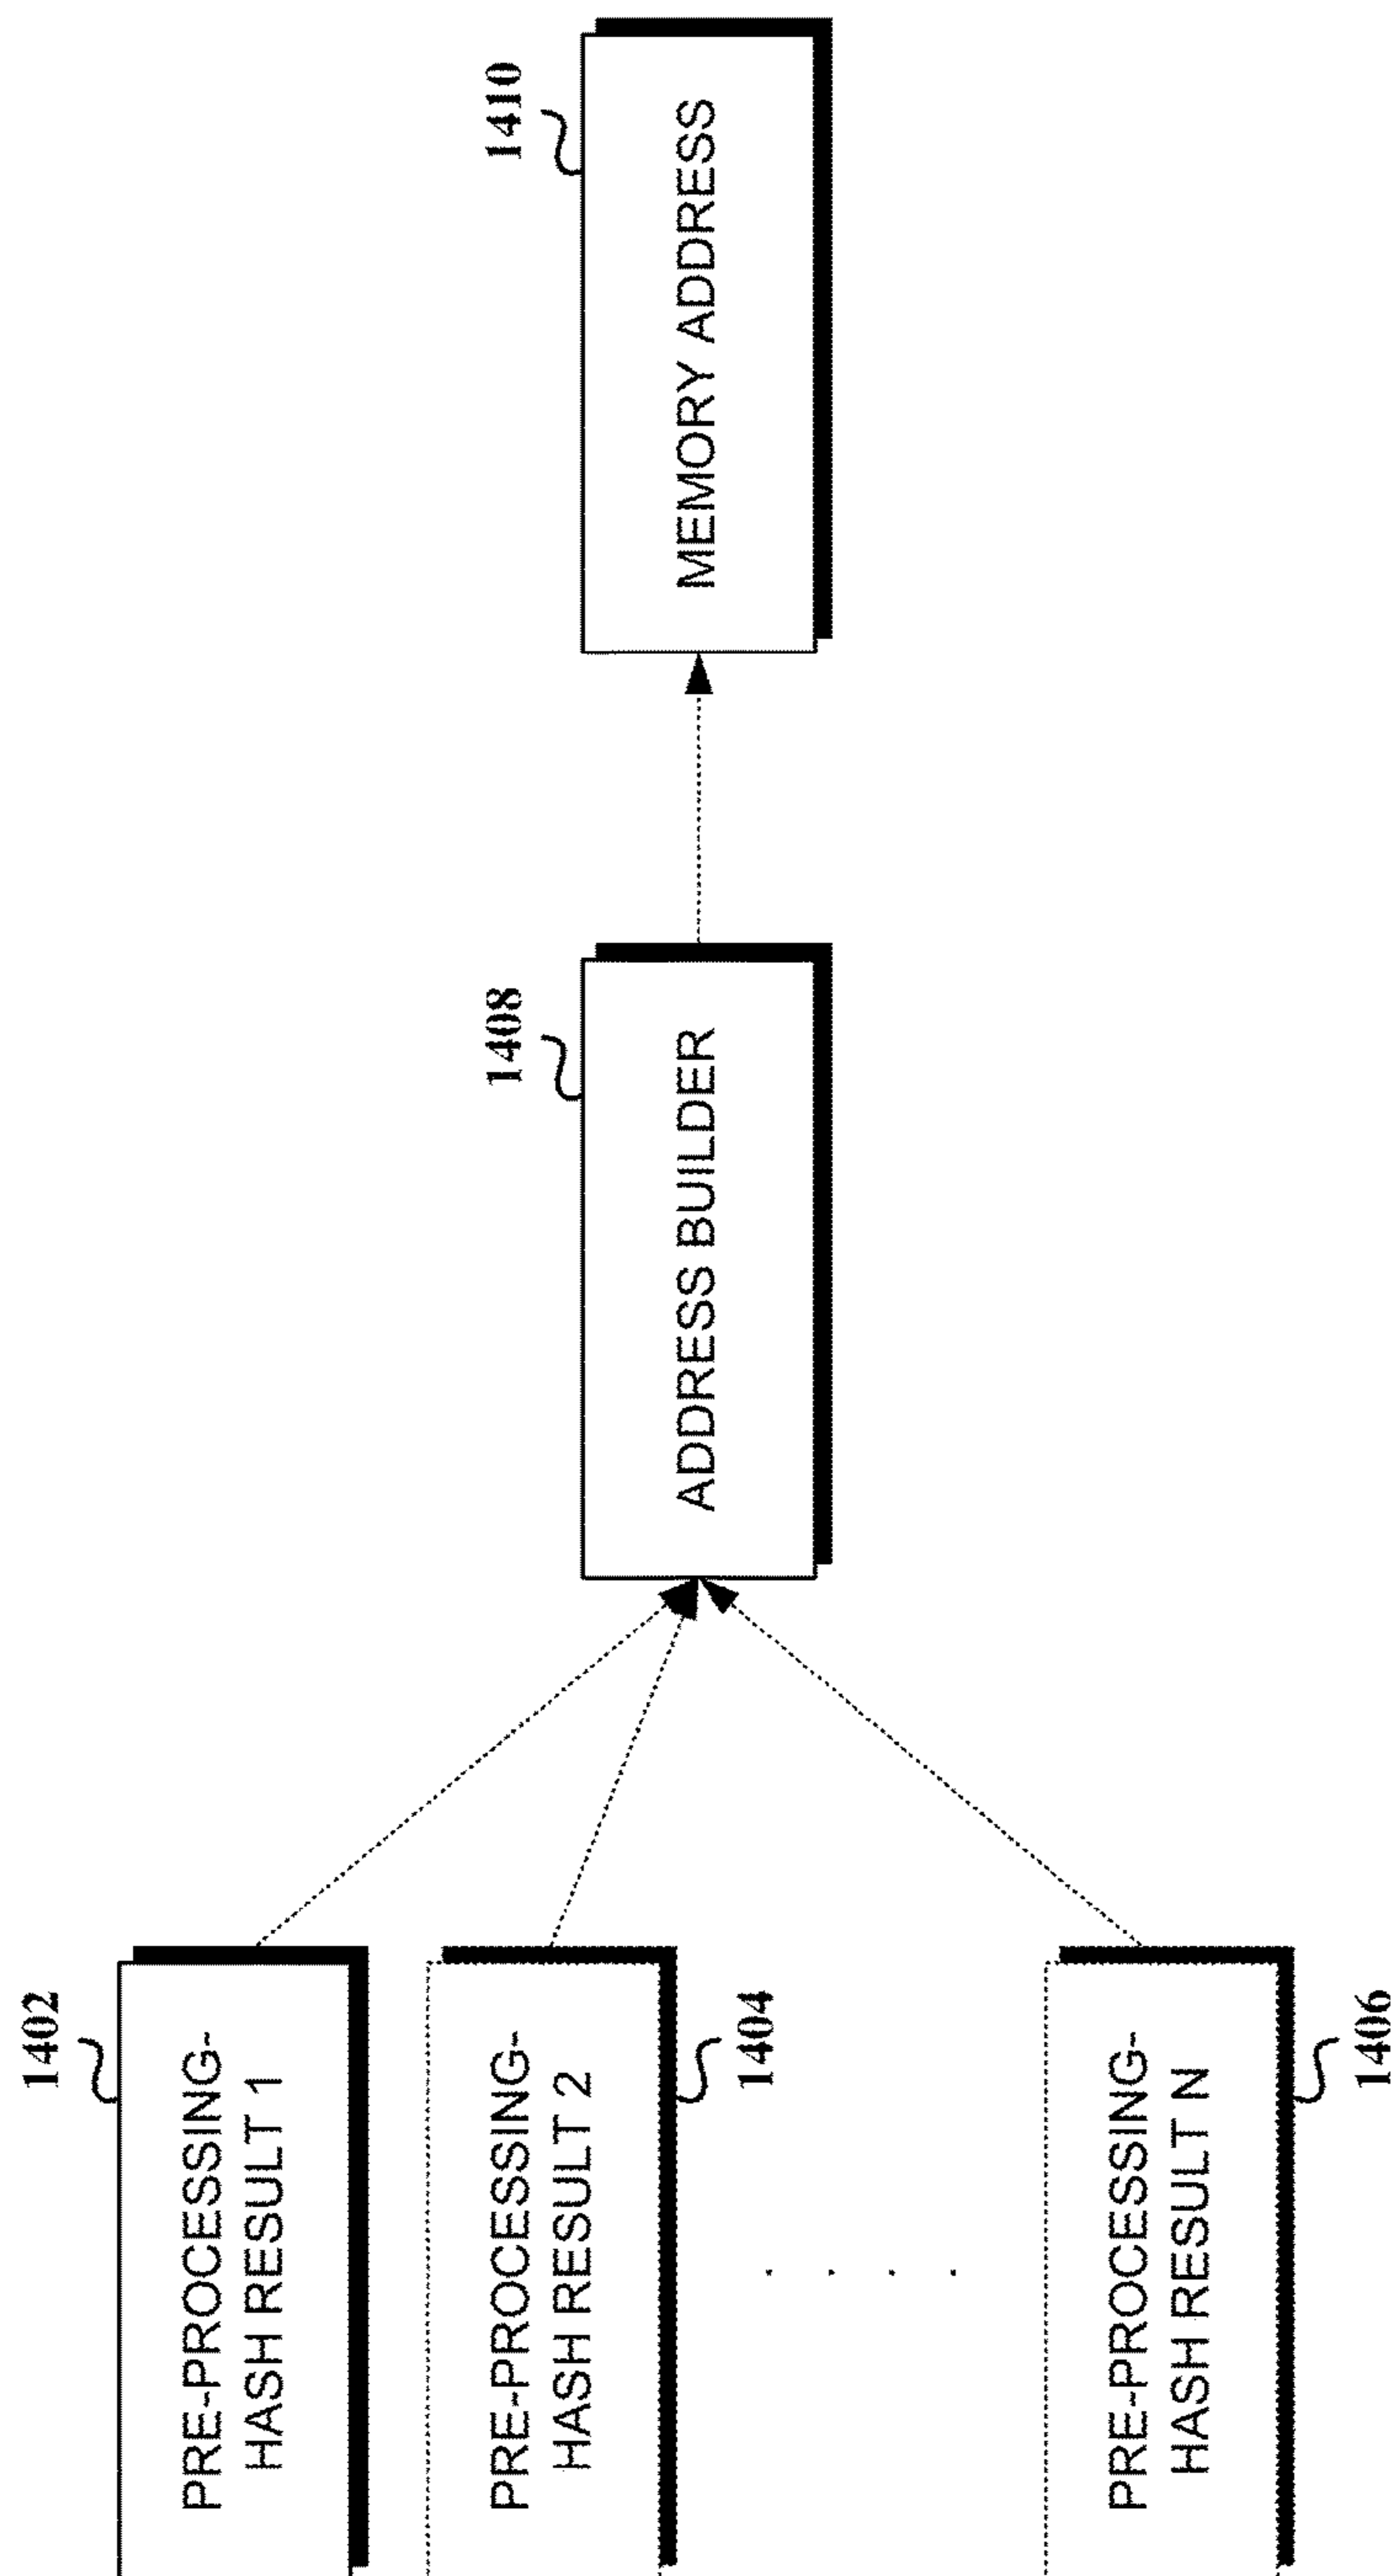 1402
PRE-PROCESSING-
HASH RESULT 1
PRE-PROCESSING-
HASH RESULT 2
1404
. . . .
PRE-PROCESSING-
HASH RESULT N
1406
1408
ADDRESS BUILDER
1410
MEMORY ADDRESS